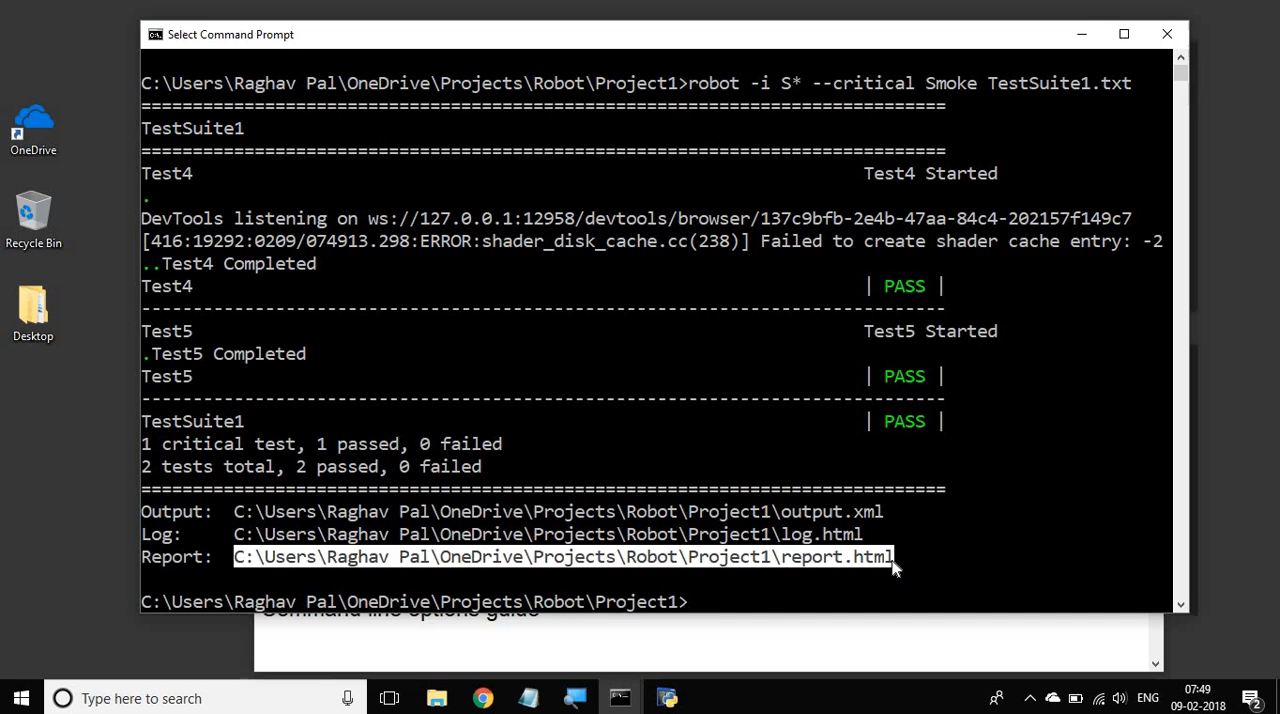 Select Command Prompt
C:\Users\Raghav Pal\OneDrive\Projects\Robot\Project1>robot -i S* --critical Smoke TestSuite1.txt
==============================================================================
TestSuite1
==============================================================================
Test4 Test4 Started
.
DevTools listening on ws://127.0.0.1:12958/devtools/browser/137c9bfb-2e4b-47aa-84c4-202157f149c7
[416:19292:0209/074913.298:ERROR:shader_disk_cache.cc(238)] Failed to create shader cache entry: -2
..Test4 Completed
Test4 | PASS |
------------------------------------------------------------------------------
Test5 Test5 Started
.Test5 Completed
Test5 | PASS |
------------------------------------------------------------------------------
TestSuite1 | PASS |
1 critical test, 1 passed, 0 failed
2 tests total, 2 passed, 0 failed
==============================================================================
Output: C:\Users\Raghav Pal\OneDrive\Projects\Robot\Project1\output.xml
Log: C:\Users\Raghav Pal\OneDrive\Projects\Robot\Project1\log.html
Report: C:\Users\Raghav Pal\OneDrive\Projects\Robot\Project1\report.html
C:\Users\Raghav Pal\OneDrive\Projects\Robot\Project1>
Command line options guide
OneDrive
Recycle Bin
Desktop
Type here to search
ENG
07:49
09-02-2018
2